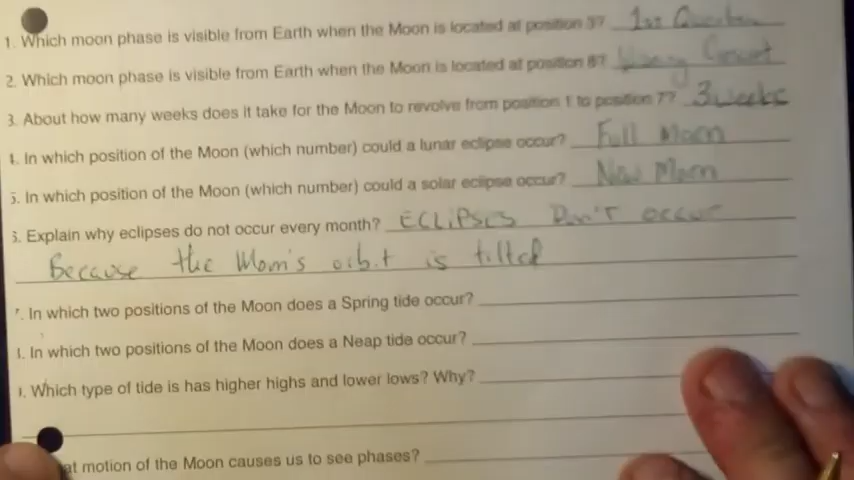 1. Which moon phase is visible from Earth when the Moon is located at position 3? 1st Quarter
2. Which moon phase is visible from Earth when the Moon is located at position 8? Crescent
3. About how many weeks does it take for the Moon to revolve from position 1 to position 7? 3 weeks
. In which position of the Moon (which number) could a lunar eclipse occur? Full Moon
5. In which position of the Moon (which number) could a solar eclipse occur? New Moon
. Explain why eclipses do not occur every month? ECLIPSES DON'T OCCUR
Because the Moon's orbit is tilted
. In which two positions of the Moon does a Spring tide occur?
. In which two positions of the Moon does a Neap tide occur?
. Which type of tide is has higher highs and lower lows? Why?
at motion of the Moon causes us to see phases?